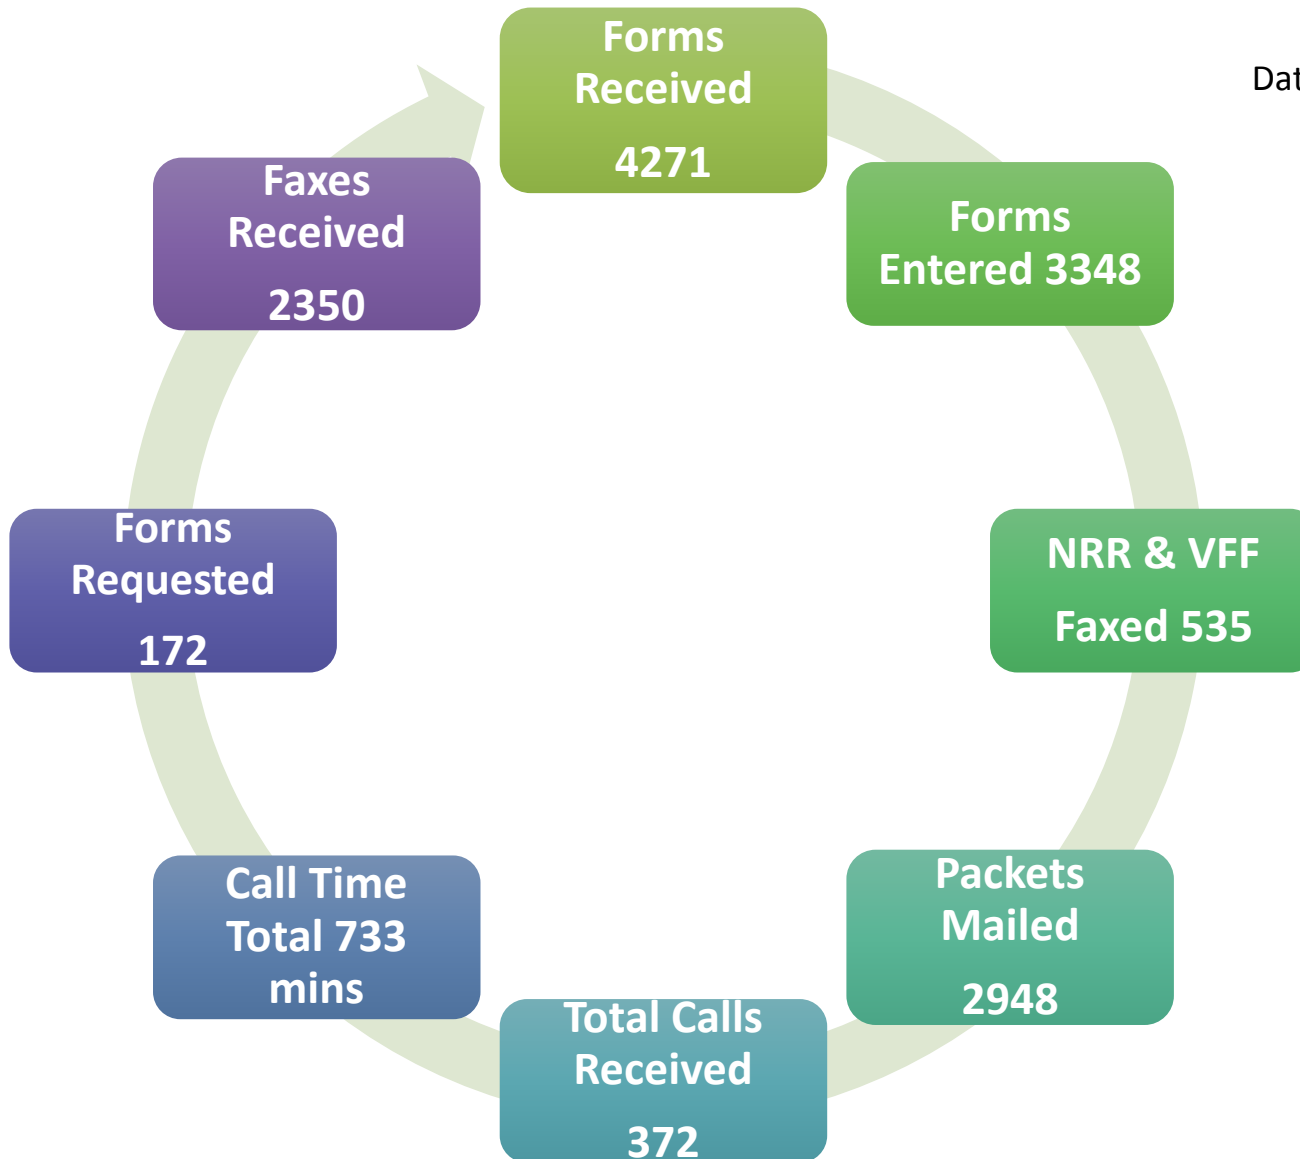 Forms
Received
4271
Dat
Forms
Entered 3348
NRR & VFF
Faxed 535
Packets
Mailed
2948
Total Calls
Received
372
Call Time
Total 733
mins
Forms
Requested
172
Faxes
Received
2350